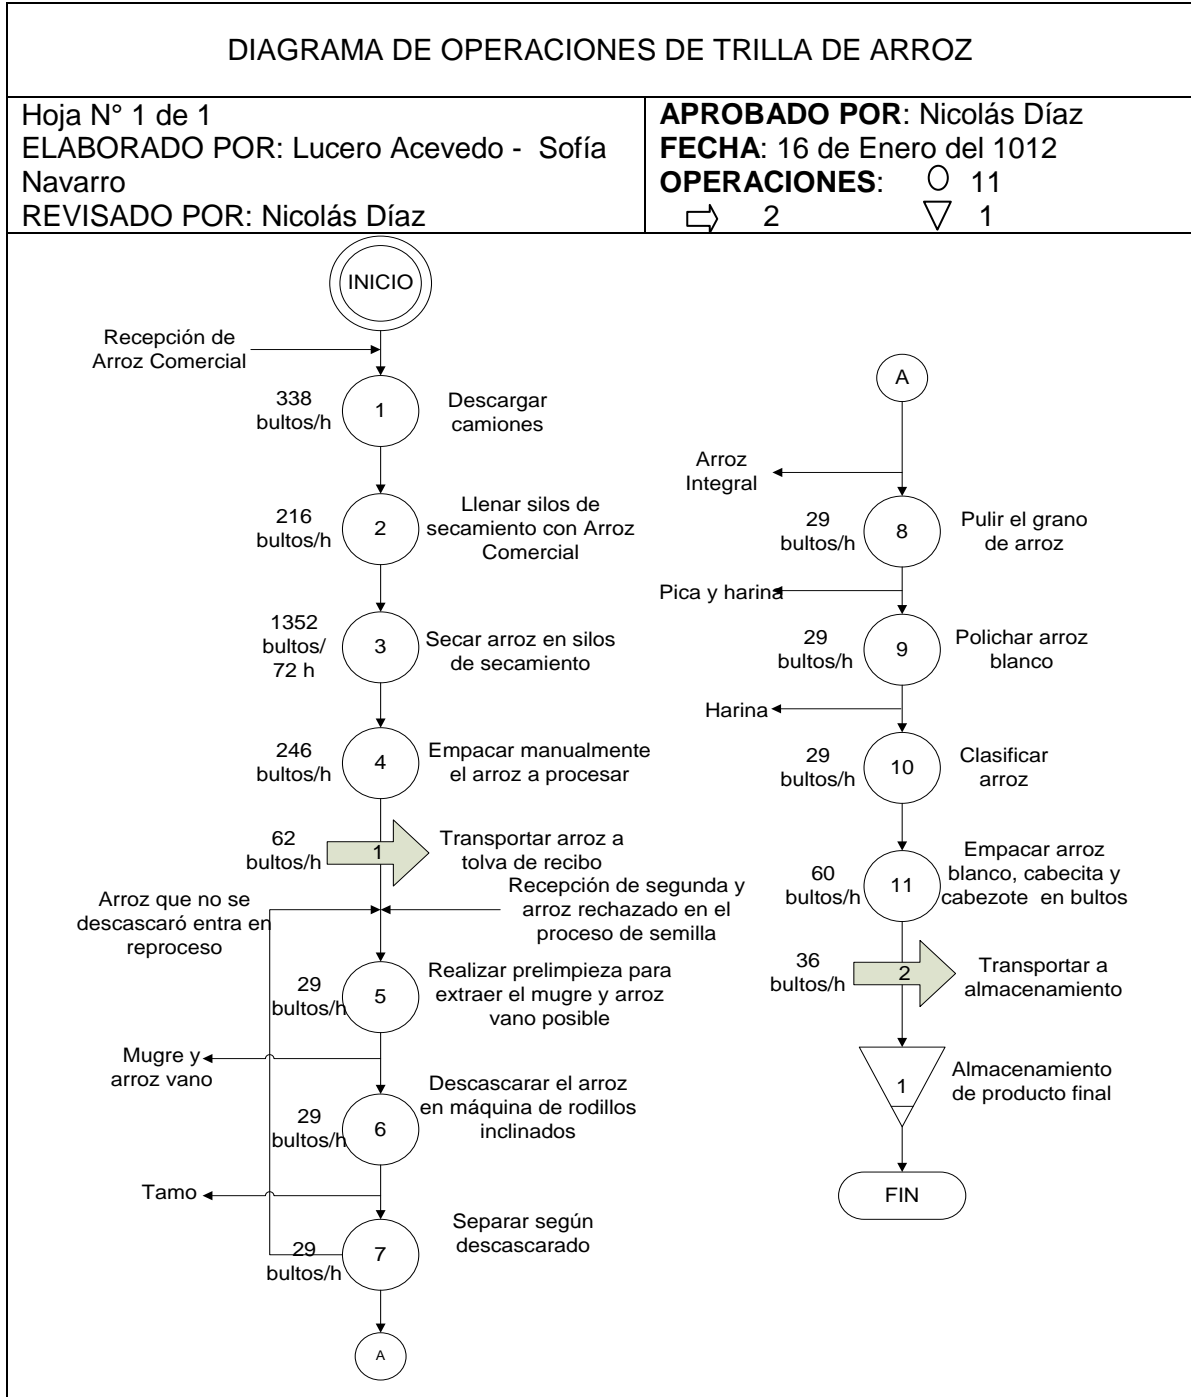 DIAGRAMA DE OPERACIONES DE TRILLA DE ARROZ
Hoja N° 1 de 1
ELABORADO POR: Lucero Acevedo - Sofía
Navarro
REVISADO POR: Nicolás Díaz
APROBADO POR: Nicolás Díaz
FECHA: 16 de Enero del 1012
OPERACIONES: 11
2 1
INICIO
Recepción de
Arroz Comercial
338
bultos/h
1
Descargar
camiones
216
bultos/h
2
Llenar silos de
secamiento con Arroz
Comercial
1352
bultos/
72 h
3
Secar arroz en silos
de secamiento
246
bultos/h
4
Empacar manualmente
el arroz a procesar
62
bultos/h
1
Transportar arroz a
tolva de recibo
Arroz que no se
descascaró entra en
reproceso
Recepción de segunda y
arroz rechazado en el
proceso de semilla
29
bultos/h
5
Realizar prelimpieza para
extraer el mugre y arroz
vano posible
Mugre y
arroz vano
29
bultos/h
6
Descascarar el arroz
en máquina de rodillos
inclinados
Tamo
29
bultos/h
7
Separar según
descascarado
A
A
Arroz
Integral
29
bultos/h
8
Pulir el grano
de arroz
Pica y harina
29
bultos/h
9
Polichar arroz
blanco
Harina
29
bultos/h
10
Clasificar
arroz
60
bultos/h
11
Empacar arroz
blanco, cabecita y
cabezote en bultos
36
bultos/h
2
Transportar a
almacenamiento
1
Almacenamiento
de producto final
FIN